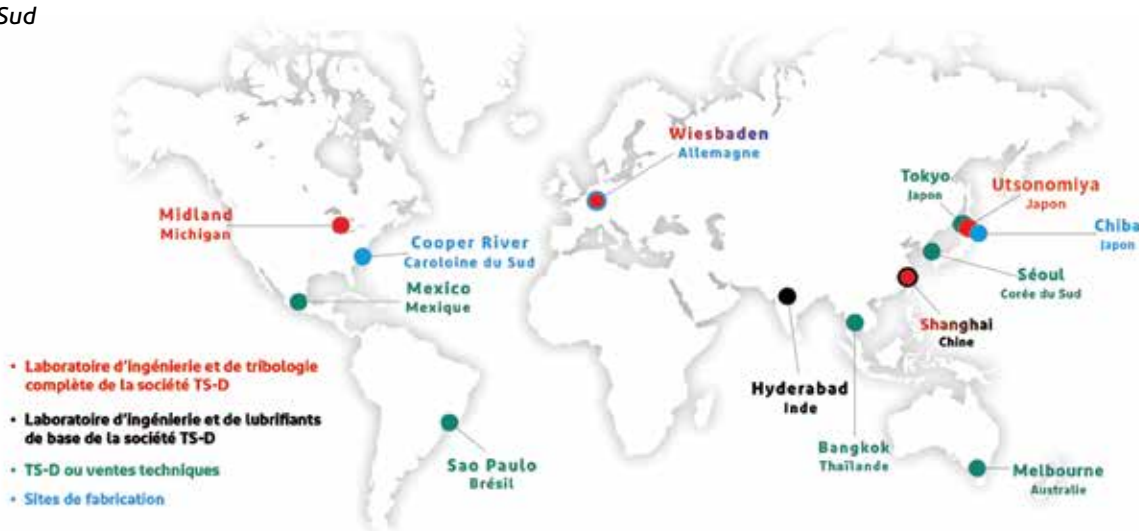 Sud
Wiesbaden
Allemagne
Tokyo
Japon
Utsonomiya
Japon
Midland
Michigan
Chiba
Japon
Cooper River
Caroloine du Sud
Séoul
Corée du Sud
Mexico
Mexique
Shanghai
Chine
• Laboratoire d'ingénierie et de tribologie
complète de la société TS-D
Hyderabad
Inde
• Laboratoire d'ingénierie et de lubrifiants
de base de la société TS-D
Bangkok
Thaïlande
Sao Paulo
Brésil
• TS-D ou ventes techniques
Melbourne
Australie
• Sites de fabrication